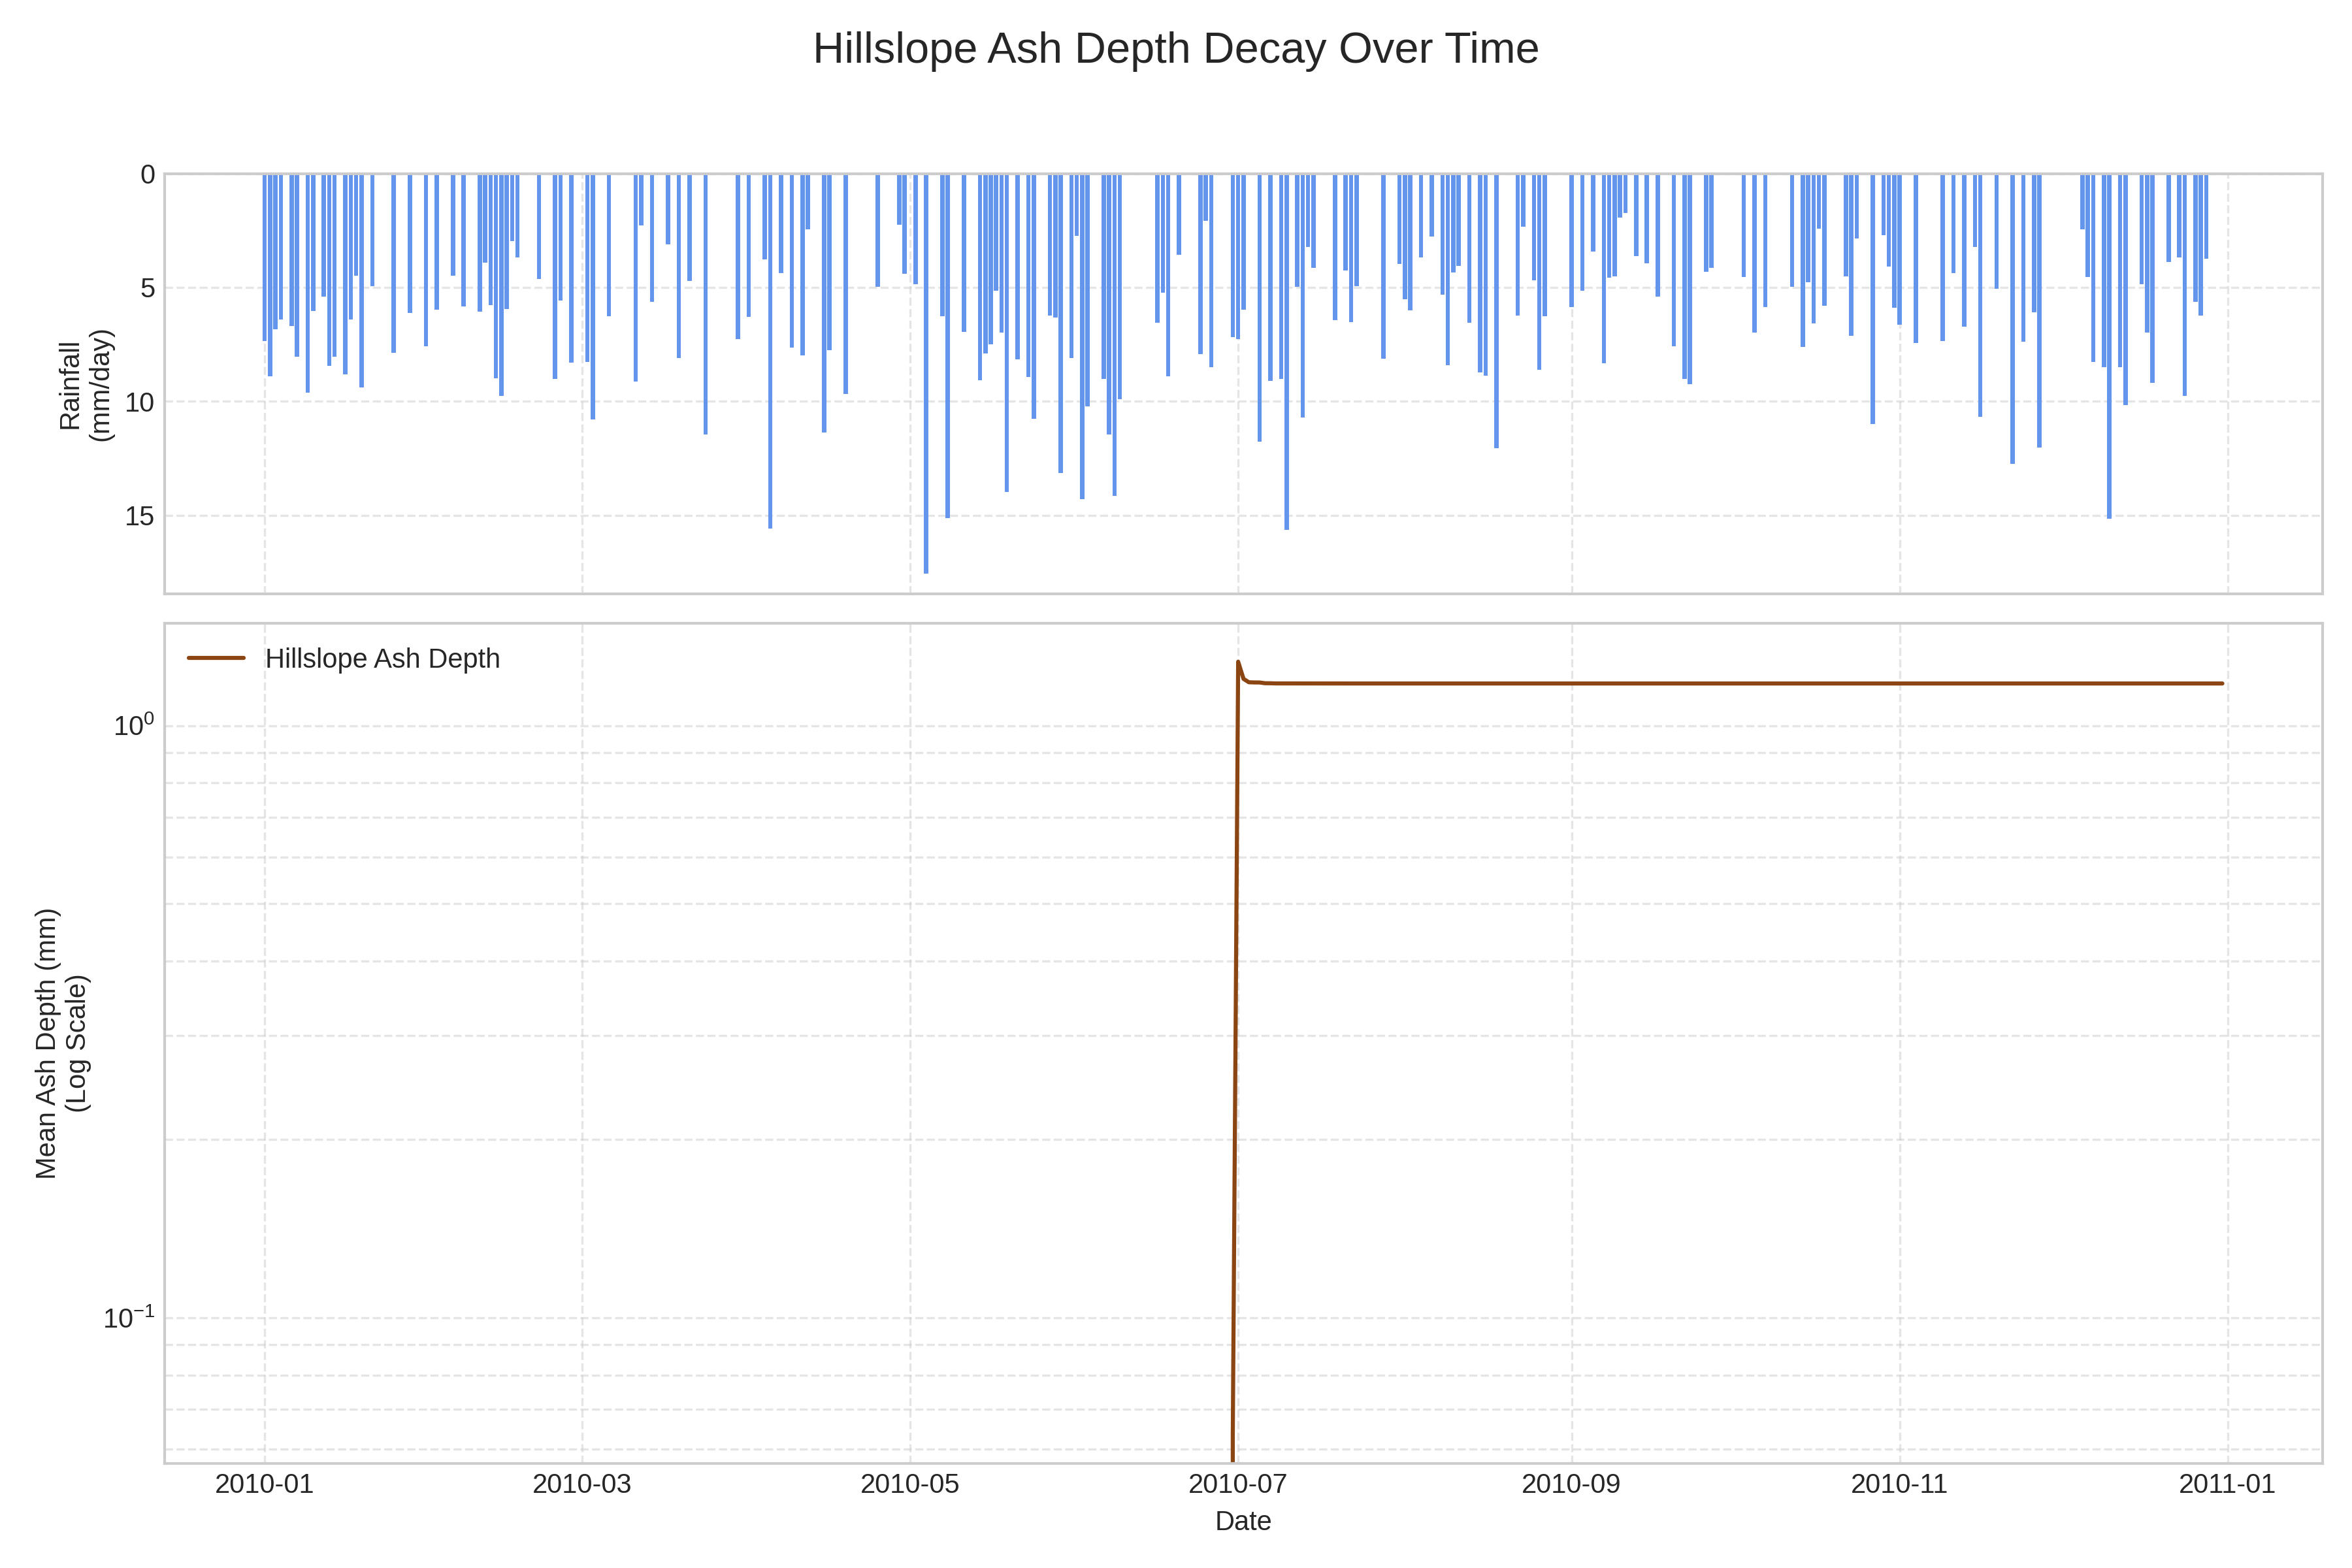 Hillslope Ash Depth Decay Over Time
0
5
10
15
Rainfall
(mm/day)
Hillslope Ash Depth
10⁰
10⁻¹
Mean Ash Depth (mm)
(Log Scale)
2010-01 2010-03 2010-05 2010-07 2010-09 2010-11 2011-01
Date